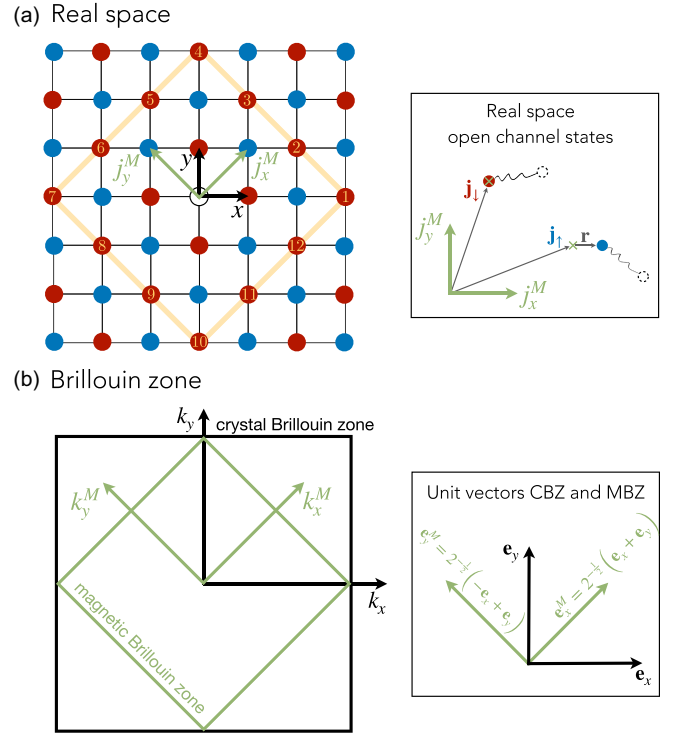 (a) Real space
4
5 3
6 2
y
j_y^M j_x^M
7 1
x
8 12
9 11
10
Real space
open channel states
j↓
j_y^M
j↑ r
j_x^M
(b) Brillouin zone
k_y
crystal Brillouin zone
k_y^M k_x^M
k_x
magnetic Brillouin zone
Unit vectors CBZ and MBZ
e_y^M = 2^{-1/2}(-e_x + e_y)
e_y
e_x^M = 2^{-1/2}(e_x + e_y)
e_x